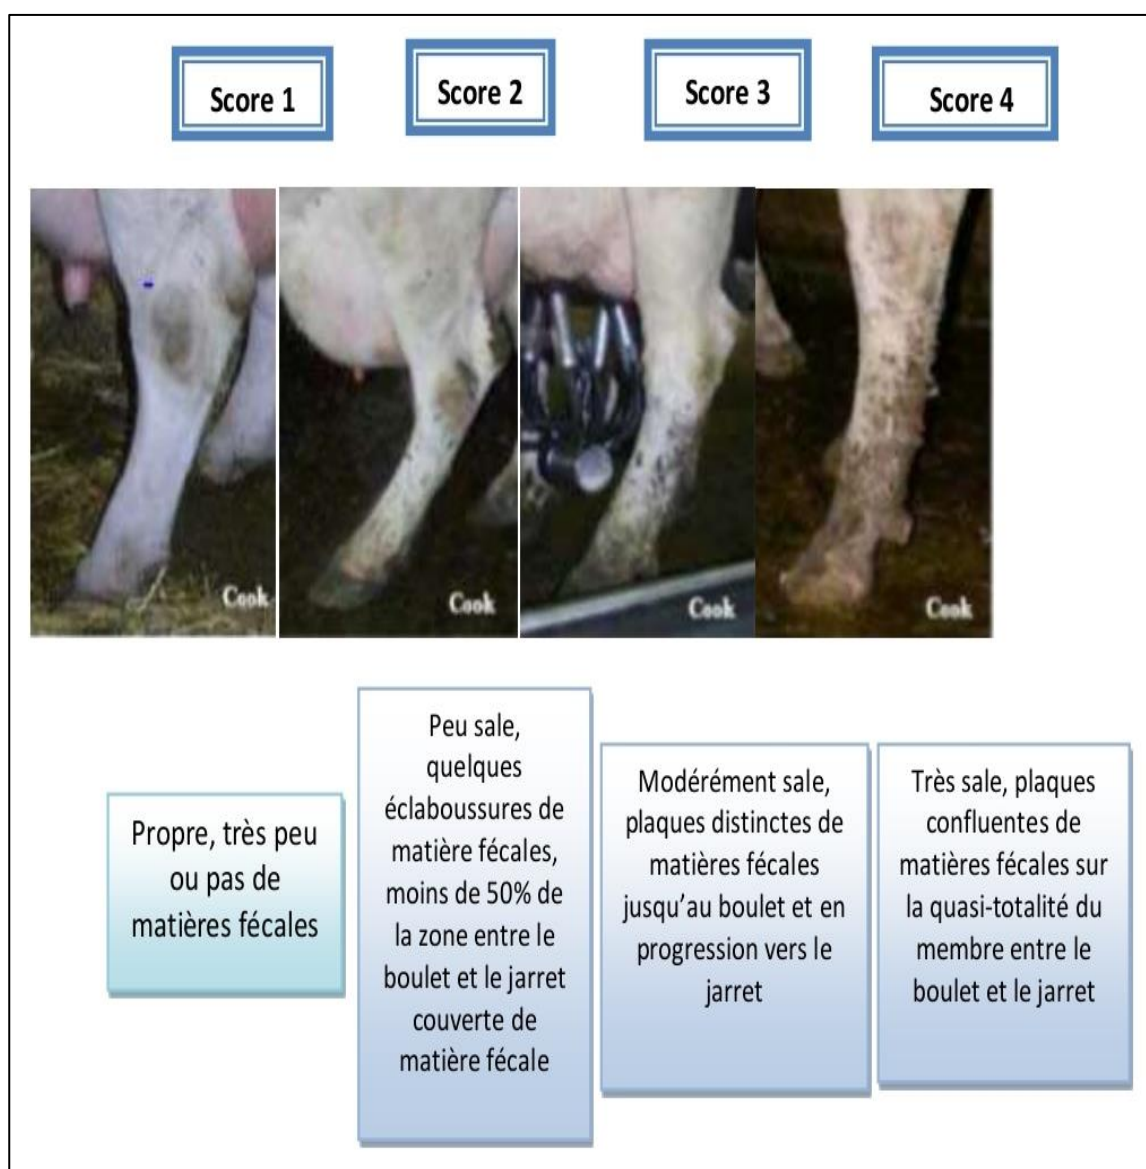 Score 1
Score 2
Score 3
Score 4
Cook
Cook
Cook
Cook
Propre, très peu
ou pas de
matières fécales
Peu sale,
quelques
éclaboussures de
matière fécales,
moins de 50% de
la zone entre le
boulet et le jarret
couverte de
matière fécale
Modérément sale,
plaques distinctes de
matières fécales
jusqu'au boulet et en
progression vers le
jarret
Très sale, plaques
confluentes de
matières fécales sur
la quasi-totalité du
membre entre le
boulet et le jarret